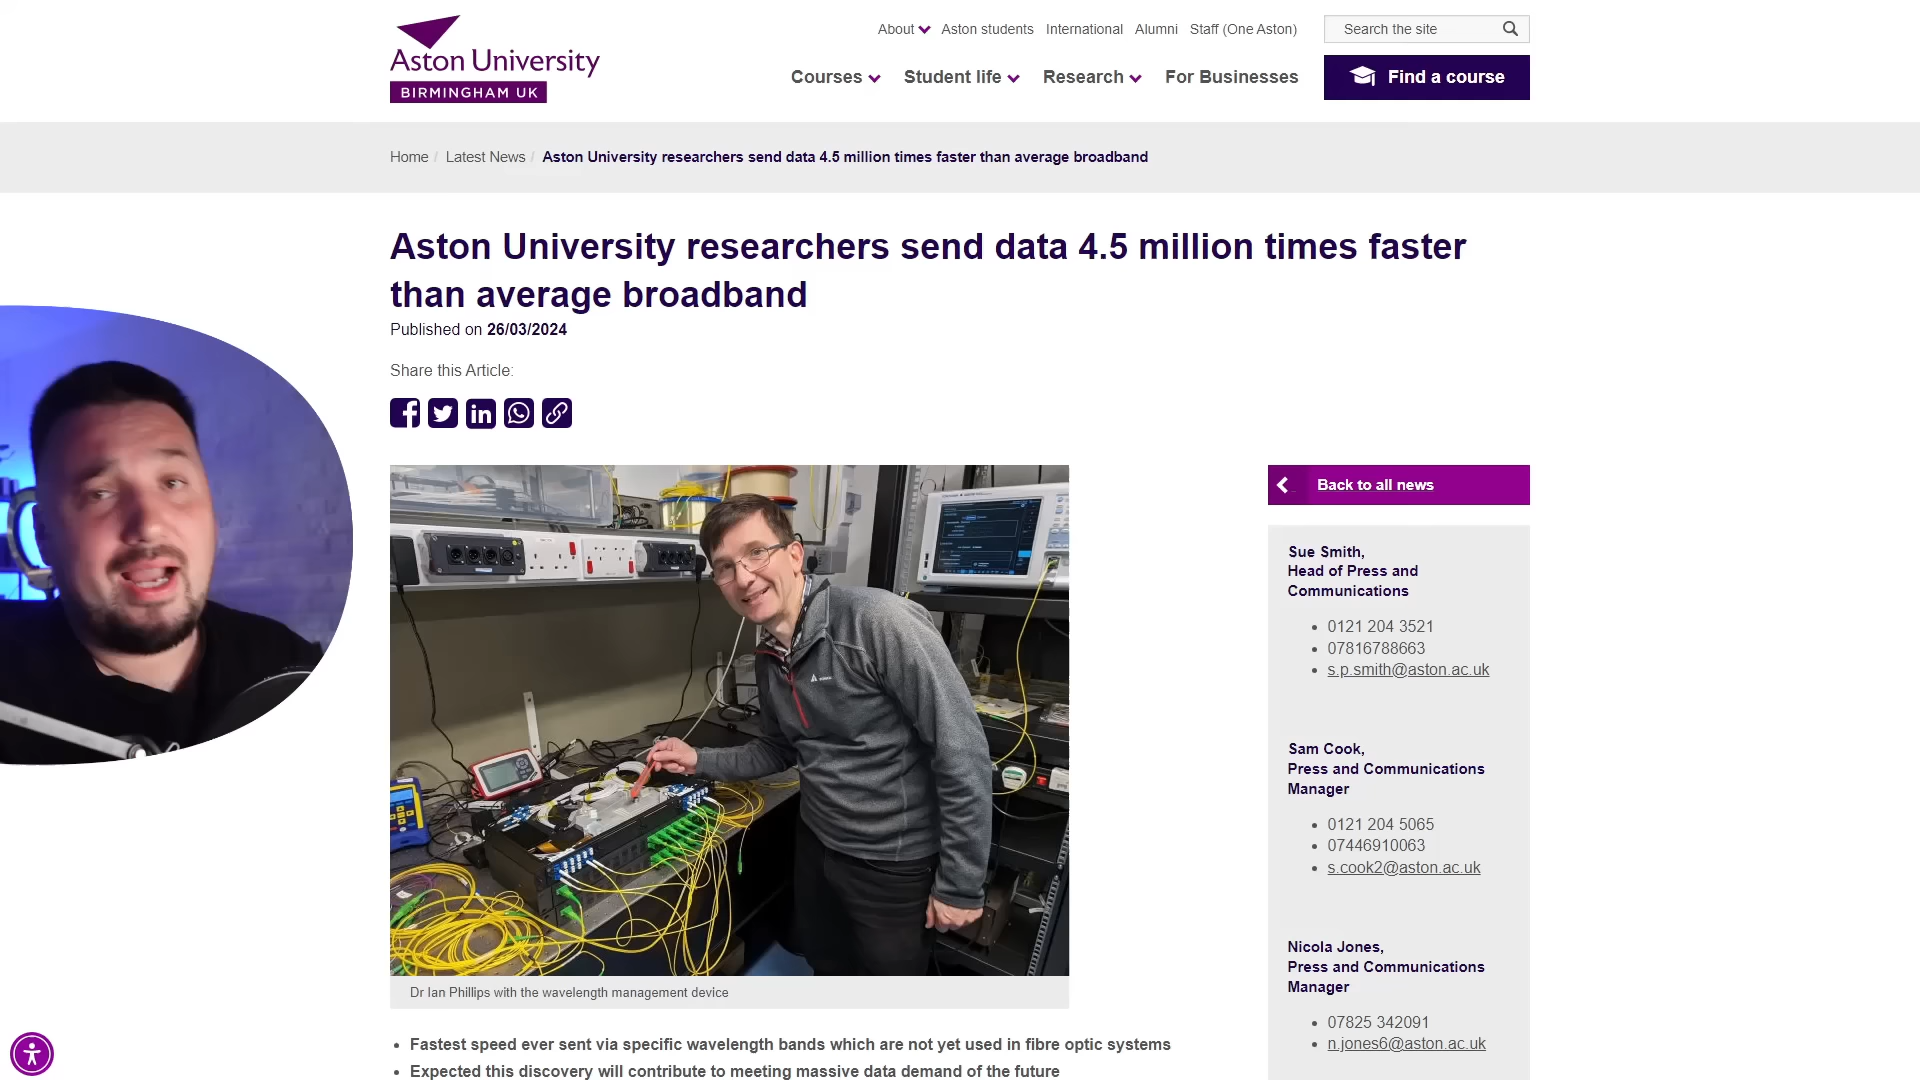 Aston University
BIRMINGHAM UK
About
Aston students
International
Alumni
Staff (One Aston)
Search the site
Courses
Student life
Research
For Businesses
Find a course
Home / Latest News / Aston University researchers send data 4.5 million times faster than average broadband
Aston University researchers send data 4.5 million times faster
than average broadband
Published on 26/03/2024
Share this Article:
Dr Ian Phillips with the wavelength management device
• Fastest speed ever sent via specific wavelength bands which are not yet used in fibre optic systems
• Expected this discovery will contribute to meeting massive data demand of the future
Back to all news
Sue Smith,
Head of Press and
Communications
• 0121 204 3521
• 07816788663
• s.p.smith@aston.ac.uk
Sam Cook,
Press and Communications
Manager
• 0121 204 5065
• 07446910063
• s.cook2@aston.ac.uk
Nicola Jones,
Press and Communications
Manager
• 07825 342091
• n.jones6@aston.ac.uk